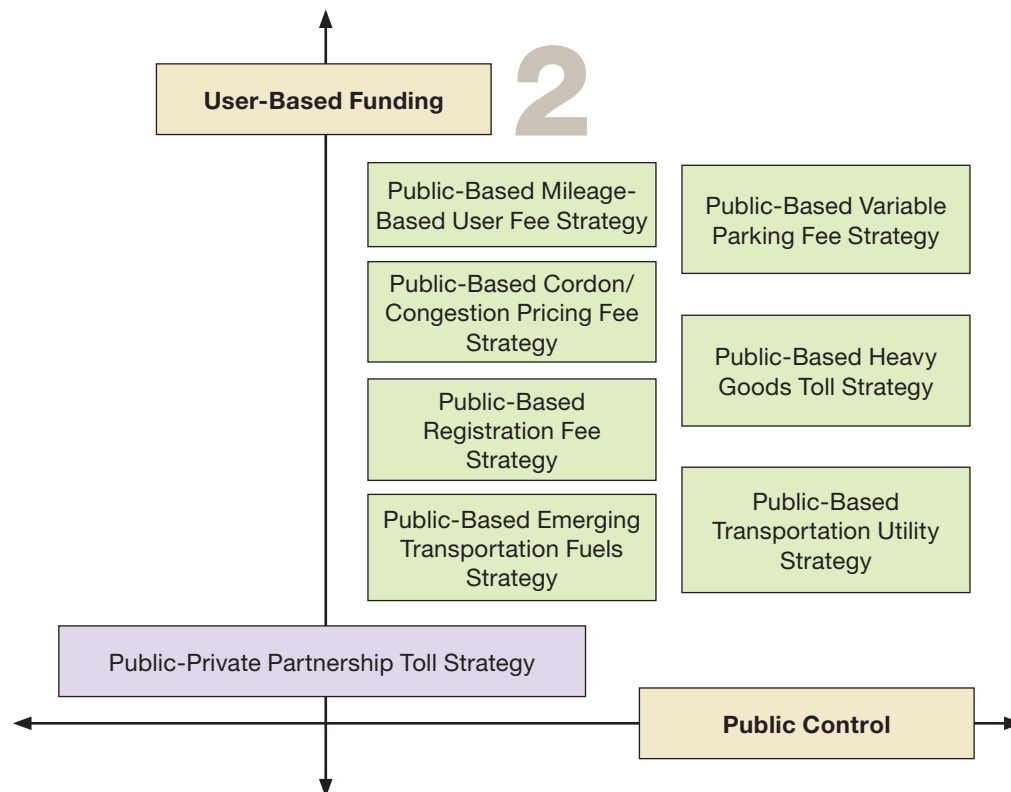 User-Based Funding
2
Public-Based Mileage-
Based User Fee Strategy
Public-Based Variable
Parking Fee Strategy
Public-Based Cordon/
Congestion Pricing Fee
Strategy
Public-Based Heavy
Goods Toll Strategy
Public-Based
Registration Fee
Strategy
Public-Based Emerging
Transportation Fuels
Strategy
Public-Based
Transportation Utility
Strategy
Public-Private Partnership Toll Strategy
Public Control